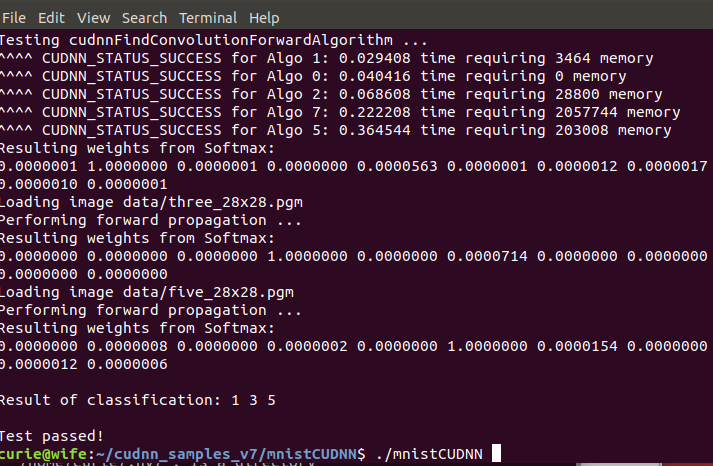 File Edit View Search Terminal Help
Testing cudnnFindConvolutionForwardAlgorithm ...
^^^^ CUDNN_STATUS_SUCCESS for Algo 1: 0.029408 time requiring 3464 memory
^^^^ CUDNN_STATUS_SUCCESS for Algo 0: 0.040416 time requiring 0 memory
^^^^ CUDNN_STATUS_SUCCESS for Algo 2: 0.068608 time requiring 28800 memory
^^^^ CUDNN_STATUS_SUCCESS for Algo 7: 0.222208 time requiring 2057744 memory
^^^^ CUDNN_STATUS_SUCCESS for Algo 5: 0.364544 time requiring 203008 memory
Resulting weights from Softmax:
0.0000001 1.0000000 0.0000001 0.0000000 0.0000563 0.0000001 0.0000012 0.0000017
0.0000010 0.0000001
Loading image data/three_28x28.pgm
Performing forward propagation ...
Resulting weights from Softmax:
0.0000000 0.0000000 0.0000000 1.0000000 0.0000000 0.0000714 0.0000000 0.0000000
0.0000000 0.0000000
Loading image data/five_28x28.pgm
Performing forward propagation ...
Resulting weights from Softmax:
0.0000000 0.0000008 0.0000000 0.0000002 0.0000000 1.0000000 0.0000154 0.0000000
0.0000012 0.0000006
Result of classification: 1 3 5
Test passed!
curie@wife:~/cudnn_samples_v7/mnistCUDNN$ ./mnistCUDNN